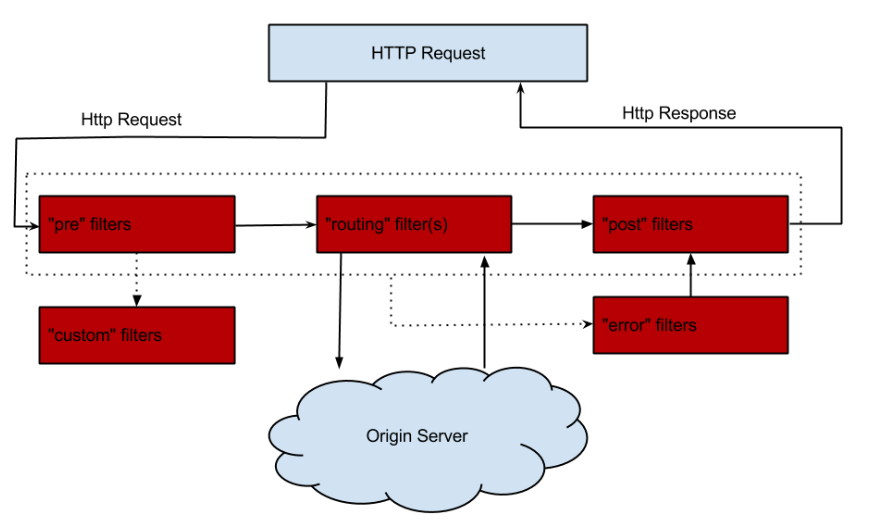 HTTP Request
Http Request
Http Response
"pre" filters
"routing" filter(s)
"post" filters
"custom" filters
"error" filters
Origin Server